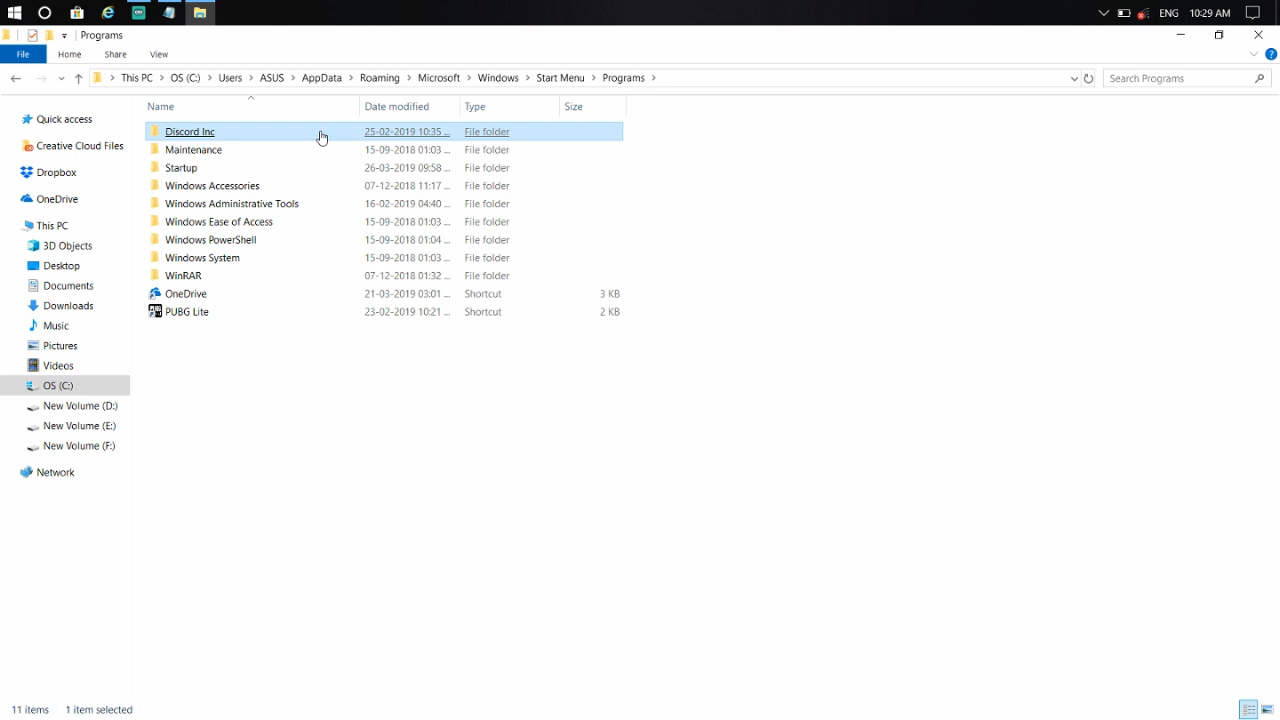 ENG 10:29 AM
Programs
File Home Share View
This PC > OS (C:) > Users > ASUS > AppData > Roaming > Microsoft > Windows > Start Menu > Programs >
Search Programs
Name Date modified Type Size
Quick access
Creative Cloud Files
Dropbox
OneDrive
This PC
3D Objects
Desktop
Documents
Downloads
Music
Pictures
Videos
OS (C:)
New Volume (D:)
New Volume (E:)
New Volume (F:)
Network
Discord Inc 25-02-2019 10:35 ... File folder
Maintenance 15-09-2018 01:03 ... File folder
Startup 26-03-2019 09:58 ... File folder
Windows Accessories 07-12-2018 11:17 ... File folder
Windows Administrative Tools 16-02-2019 04:40 ... File folder
Windows Ease of Access 15-09-2018 01:03 ... File folder
Windows PowerShell 15-09-2018 01:04 ... File folder
Windows System 15-09-2018 01:03 ... File folder
WinRAR 07-12-2018 01:32 ... File folder
OneDrive 21-03-2019 03:01 ... Shortcut 3 KB
PUBG Lite 23-02-2019 10:21 ... Shortcut 2 KB
11 items 1 item selected